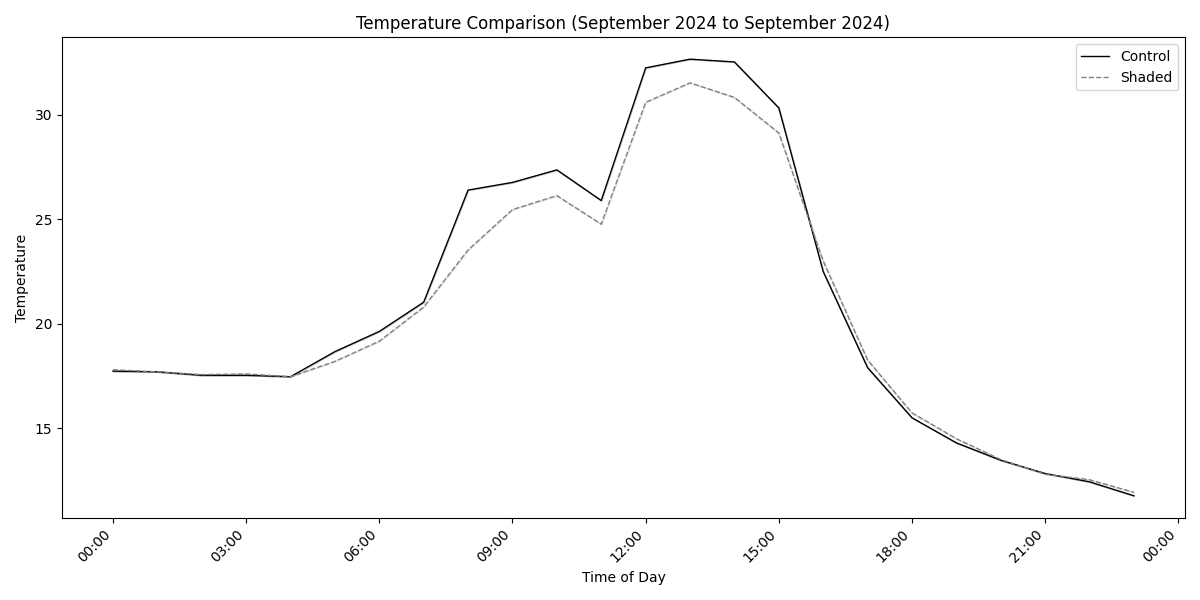 Temperature Comparison (September 2024 to September 2024)
Control
Shaded
Temperature
30
25
20
15
00:00
03:00
06:00
09:00
12:00
15:00
18:00
21:00
00:00
Time of Day